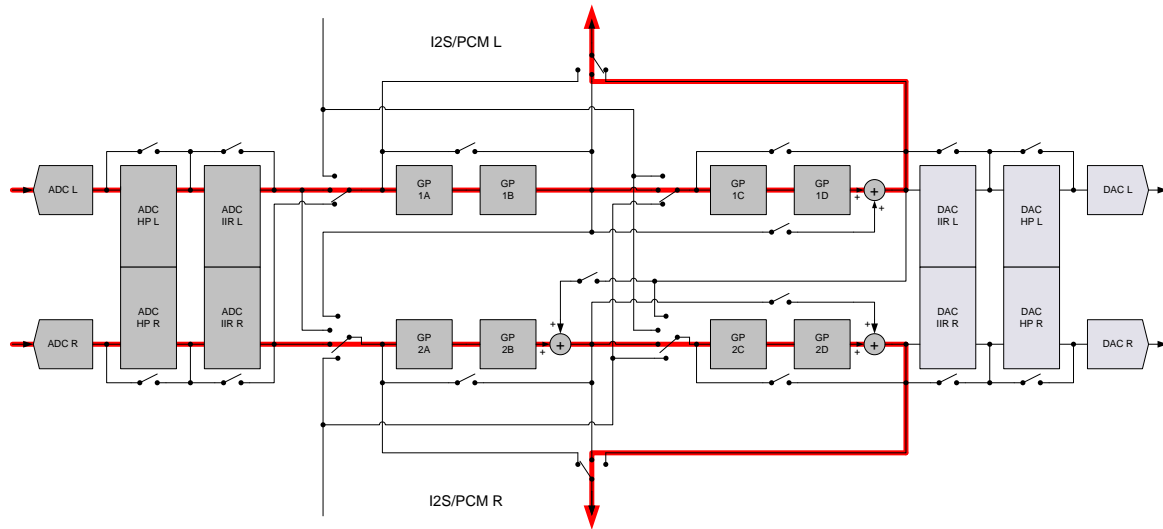 I2S/PCM L
ADC L
ADC
HP L
ADC
IIR L
GP
1A
GP
1B
GP
1C
GP
1D
+
+
+
DAC
IIR L
DAC
HP L
DAC L
ADC R
ADC
HP R
ADC
IIR R
GP
2A
GP
2B
+
+
+
GP
2C
GP
2D
+
+
+
DAC
IIR R
DAC
HP R
DAC R
I2S/PCM R